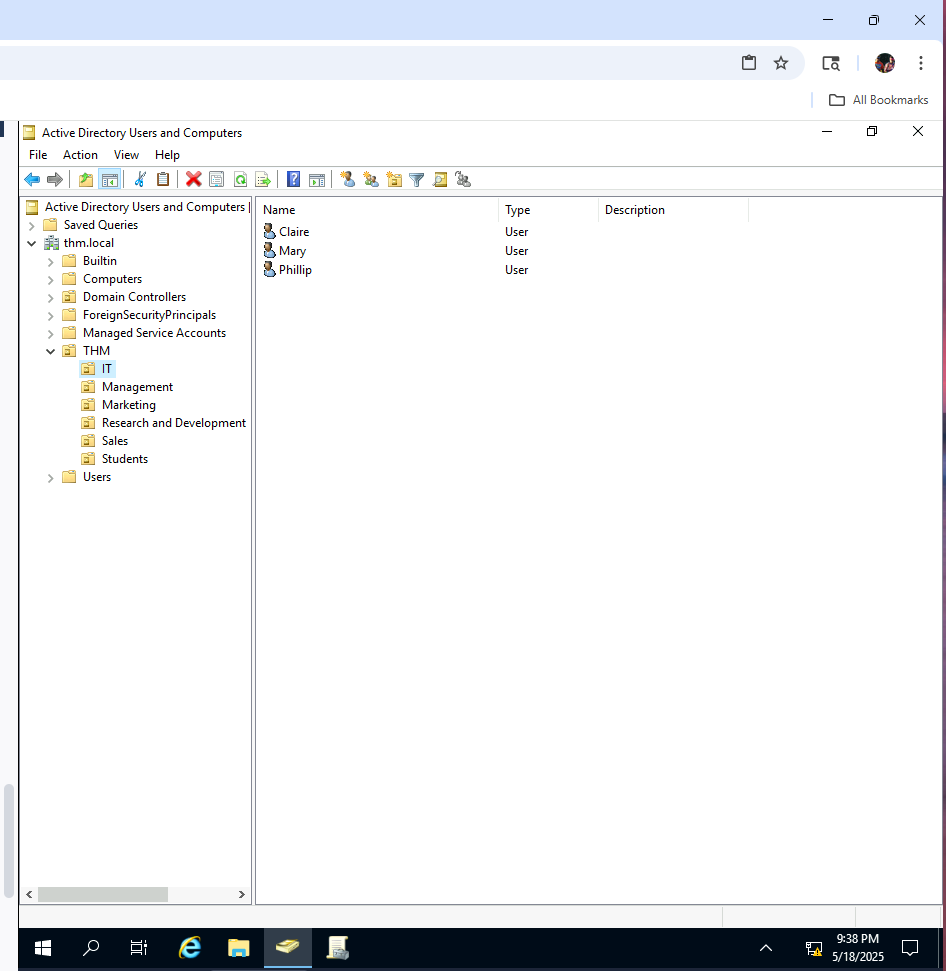 All Bookmarks
Active Directory Users and Computers
File Action View Help
Active Directory Users and Computers
Saved Queries
thm.local
Builtin
Computers
Domain Controllers
ForeignSecurityPrincipals
Managed Service Accounts
THM
IT
Management
Marketing
Research and Development
Sales
Students
Users
Name Type Description
Claire User
Mary User
Phillip User
9:38 PM
5/18/2025